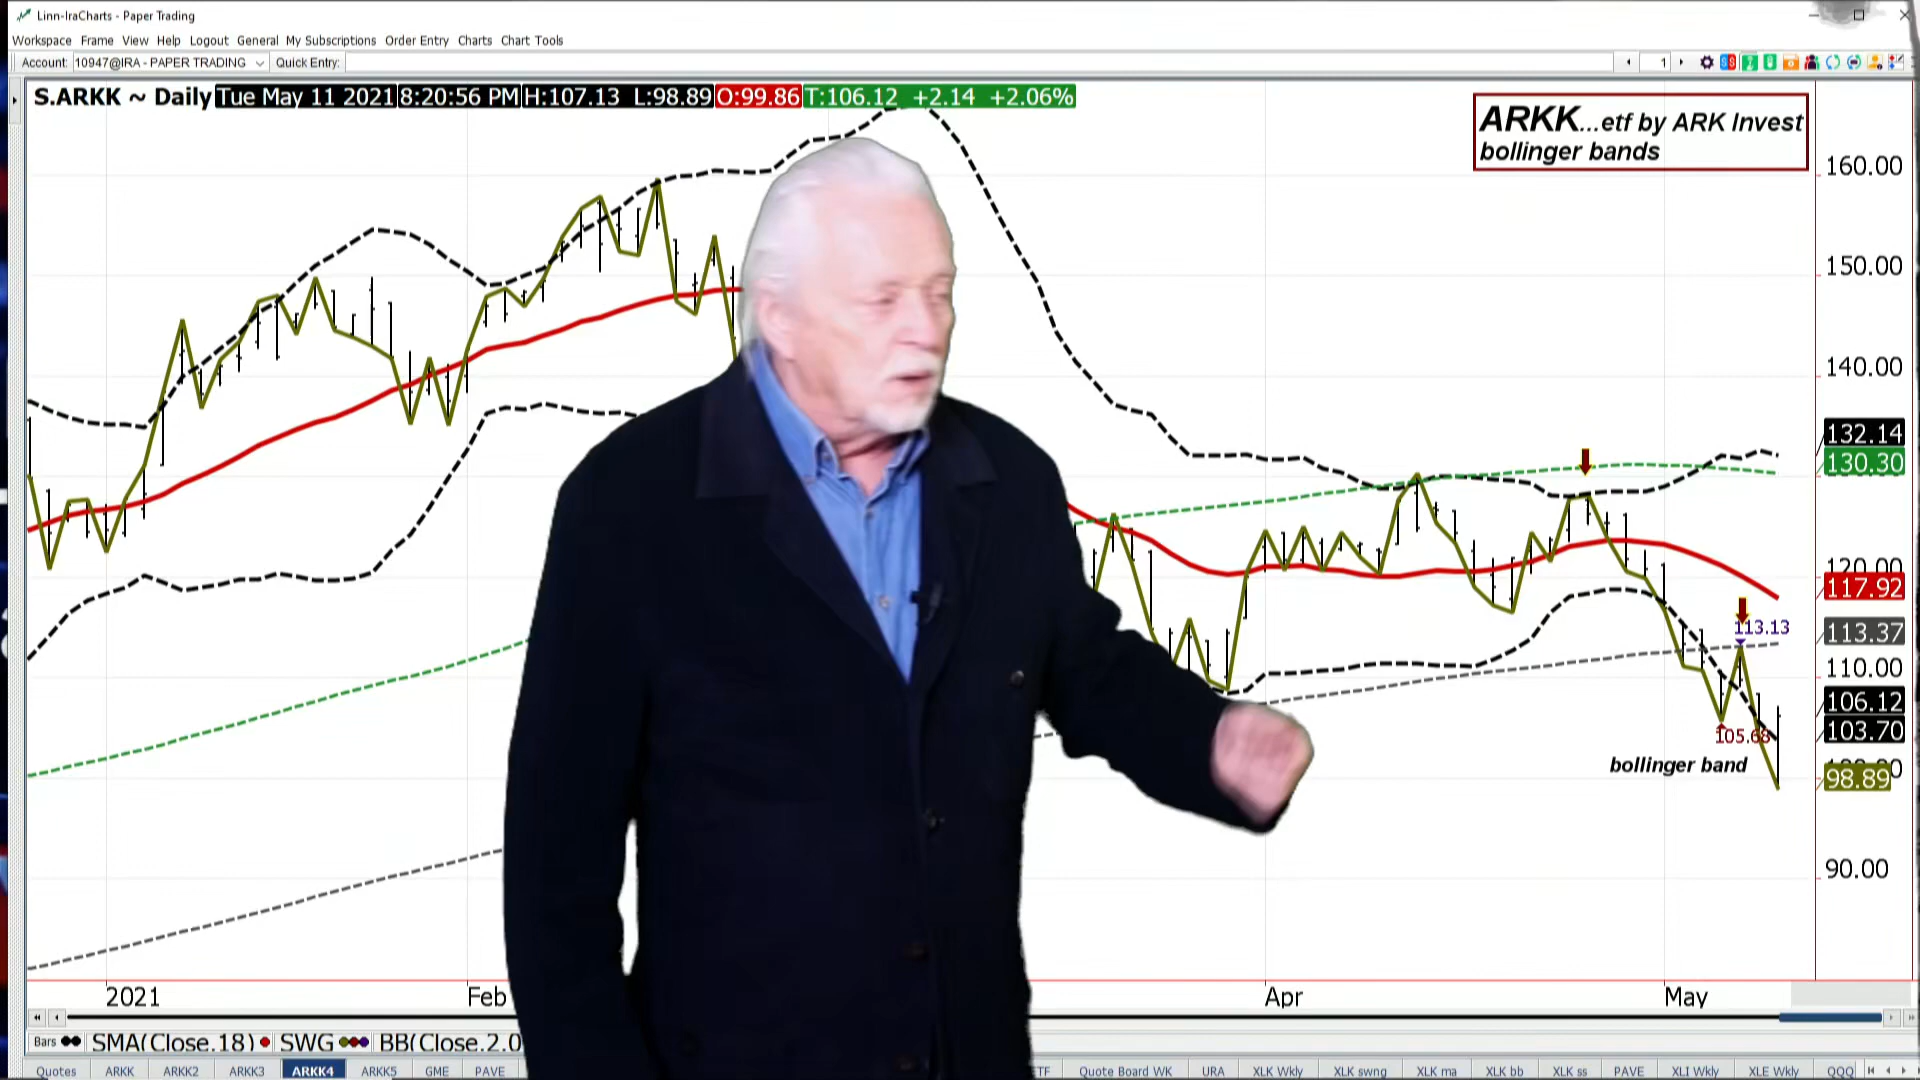 Linn-IraCharts - Paper Trading
Workspace Frame View Help Logout General My Subscriptions Order Entry Charts Chart Tools
Account: 10947@IRA - PAPER TRADING Quick Entry: 1
S.ARKK ~ Daily Tue May 11 2021 8:20:56 PM H:107.13 L:98.89 O:99.86 T:106.12 +2.14 +2.06%
ARKK...etf by ARK Invest
bollinger bands
160.00
150.00
140.00
132.14
130.30
120.00
117.92
113.13
113.37
110.00
106.12
103.70
105.68
bollinger band
98.89
90.00
2021 Feb Apr May
Bars SMA(Close.18) SWG BB(Close.2.0
Quotes ARKK ARKK2 ARKK3 ARKK4 ARKK5 GME PAVE ETF Quote Board WK URA XLK Wkly XLK swng XLK ma XLK bb XLK ss PAVE XLI Wkly XLE Wkly QQQ